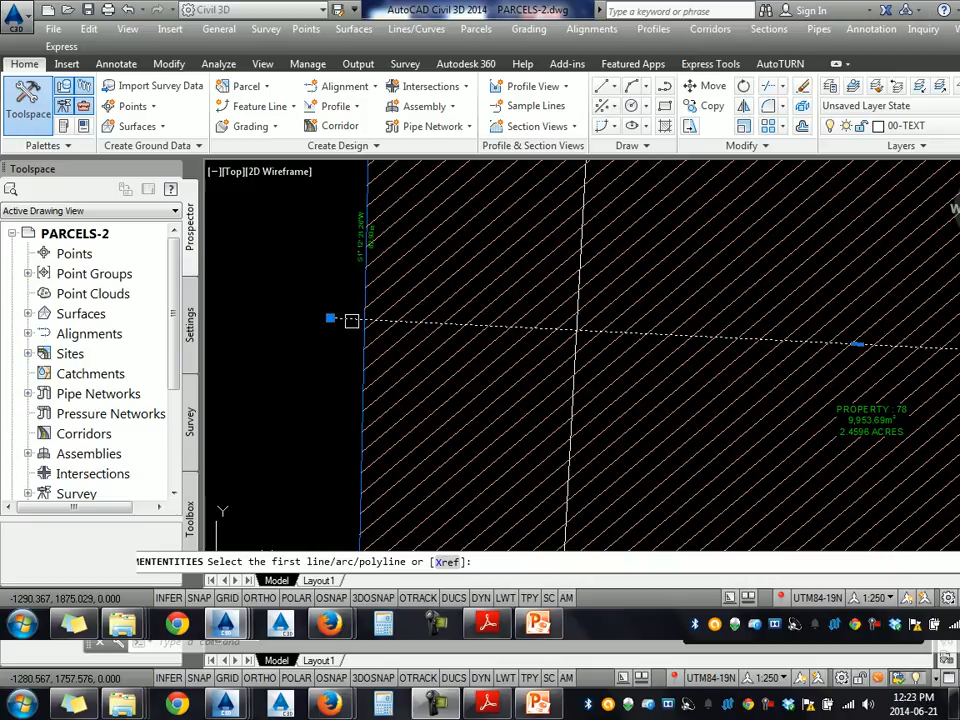 AutoCAD Civil 3D 2014 PARCELS-2.dwg
Civil 3D
Type a keyword or phrase
Sign In
C3D
File Edit View Insert General Survey Points Surfaces Lines/Curves Parcels Grading Alignments Profiles Corridors Sections Pipes Annotation Inquiry
Express
Home Insert Annotate Modify Analyze View Manage Output Survey Autodesk 360 Help Add-ins Featured Apps Express Tools AutoTURN
Toolspace
Import Survey Data
Points
Surfaces
Parcel
Feature Line
Grading
Alignment
Profile
Corridor
Intersections
Assembly
Pipe Network
Profile View
Sample Lines
Section Views
Move
Copy
Unsaved Layer State
00-TEXT
Palettes Create Ground Data Create Design Profile & Section Views Draw Modify Layers
Toolspace
Active Drawing View
PARCELS-2
Points
Point Groups
Point Clouds
Surfaces
Alignments
Sites
Catchments
Pipe Networks
Pressure Networks
Corridors
Assemblies
Intersections
Survey
Prospector
Settings
Survey
Toolbox
[−][Top][2D Wireframe]
W
PROPERTY : 78
9,953.69m²
2.4596 ACRES
Y
MENTENTITIES Select the first line/arc/polyline or [Xref]:
Model Layout1
-1290.367, 1875.029, 0.000 INFER SNAP GRID ORTHO POLAR OSNAP 3DOSNAP OTRACK DUCS DYN LWT TPY SC AM UTM84-19N 1:250
Type a command
Model Layout1
-1280.567, 1757.576, 0.000 INFER SNAP GRID ORTHO POLAR OSNAP 3DOSNAP OTRACK DUCS DYN LWT TPY SC AM UTM84-19N 1:250
12:23 PM
2014-06-21